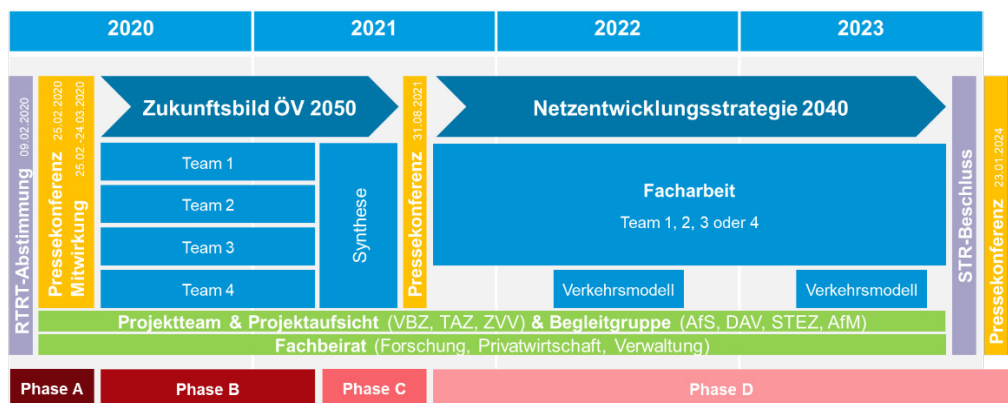 2020
2021
2022
2023
RTRT-Abstimmung 09.02.2020
Pressekonferenz 25.02.2020
Mitwirkung 25.02.-24.03.2020
Zukunftsbild ÖV 2050
Team 1
Team 2
Team 3
Team 4
Synthese
Pressekonferenz 31.08.2021
Netzentwicklungsstrategie 2040
Facharbeit
Team 1, 2, 3 oder 4
Verkehrsmodell
Verkehrsmodell
STR-Beschluss
Pressekonferenz 23.01.2024
Projektteam & Projektaufsicht (VBZ, TAZ, ZVV) & Begleitgruppe (AfS, DAV, STEZ, AfM)
Fachbeirat (Forschung, Privatwirtschaft, Verwaltung)
Phase A
Phase B
Phase C
Phase D